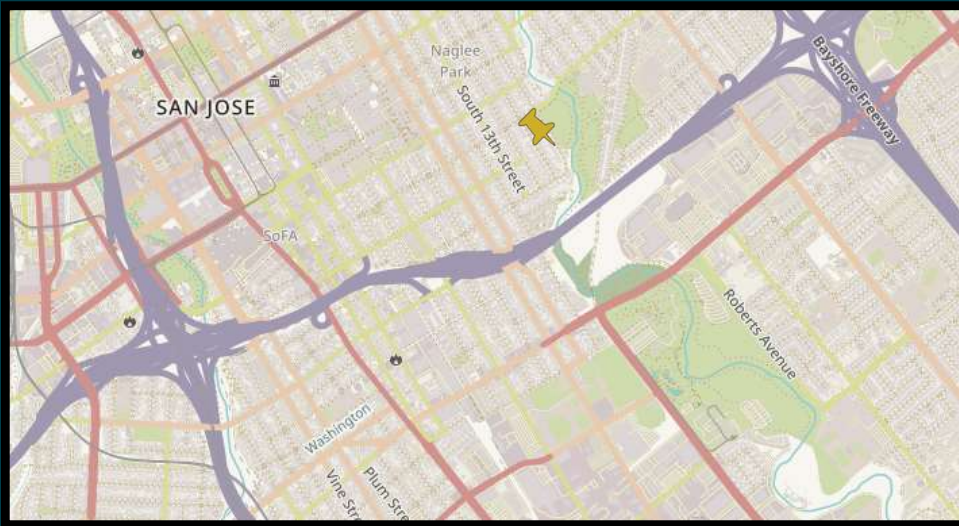 Naglee
Park
Bayshore Freeway
SAN JOSE
South 13th Street
SoFA
Roberts Avenue
Washington
Plum Stre
Vine Str